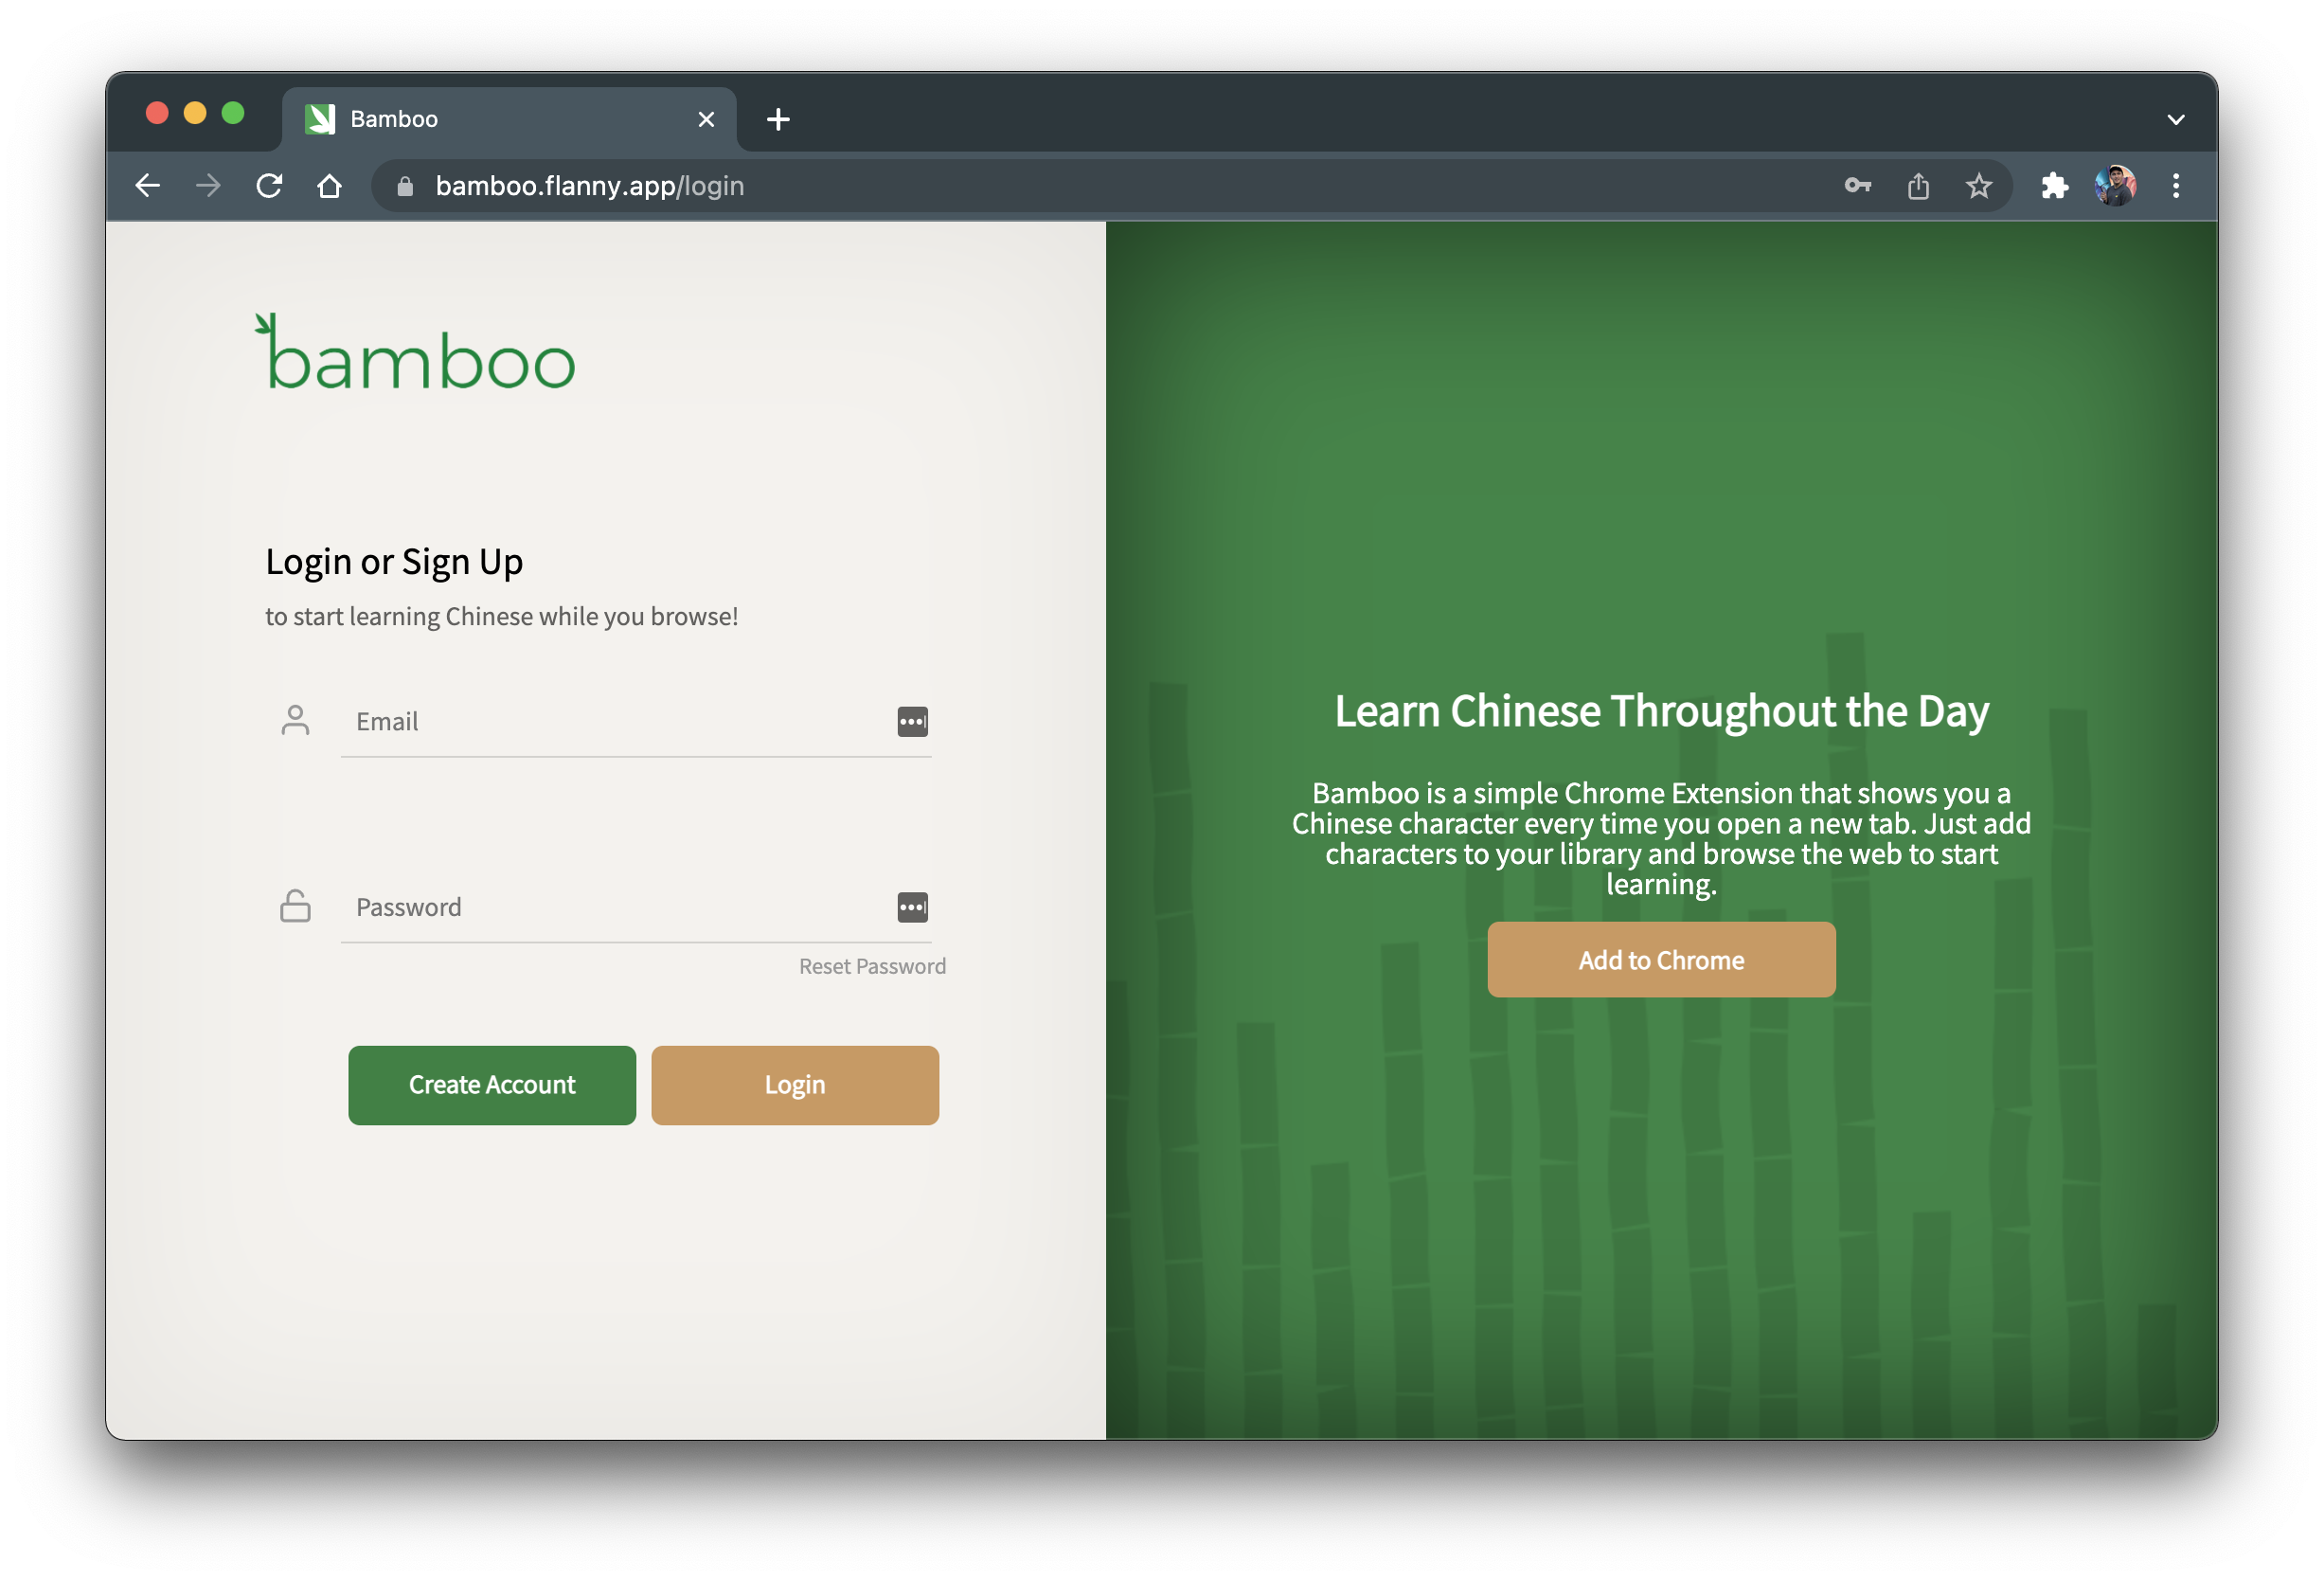 Bamboo
bamboo.flanny.app/login
bamboo
Login or Sign Up
to start learning Chinese while you browse!
Email
Password
Reset Password
Create Account
Login
Learn Chinese Throughout the Day
Bamboo is a simple Chrome Extension that shows you a
Chinese character every time you open a new tab. Just add
characters to your library and browse the web to start
learning.
Add to Chrome